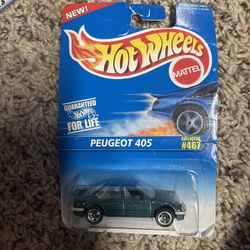 NEW!
HOT WHEELS
MATTEL
GUARANTEED
FOR LIFE
PEUGEOT 405
COLLECTOR
#467